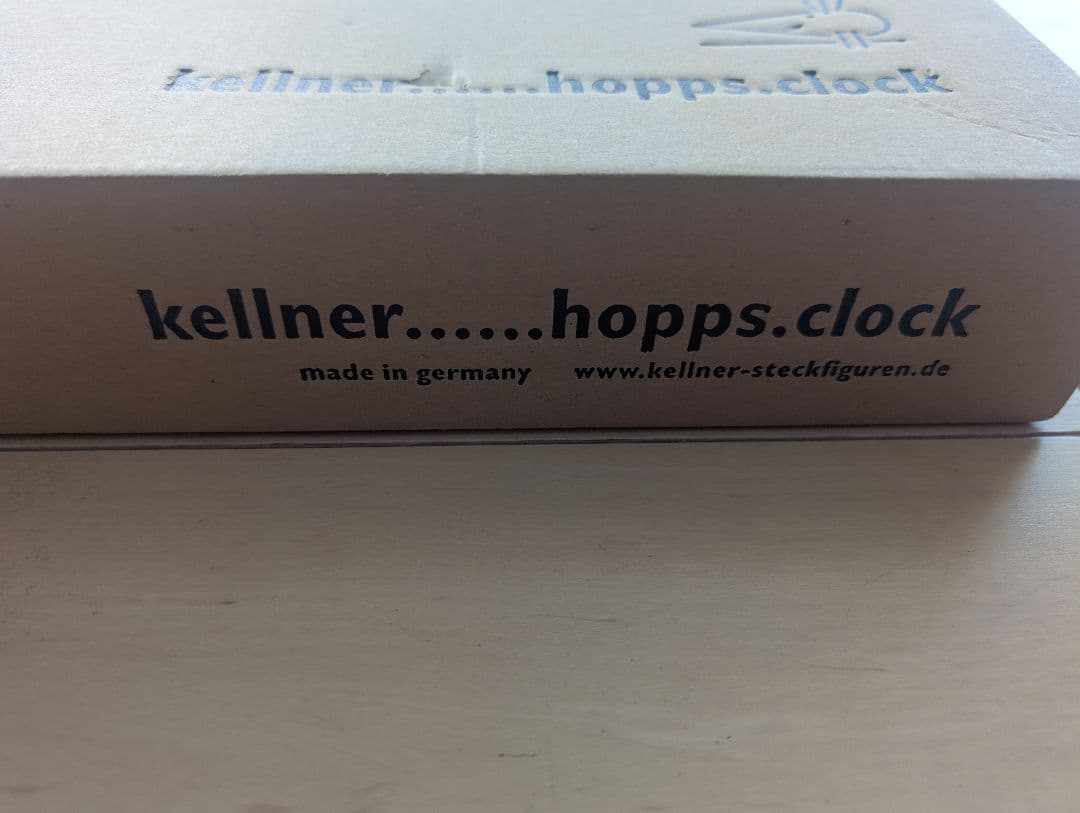 kellner......hopps.clock
kellner......hopps.clock
made in germany www.kellner-steckfiguren.de